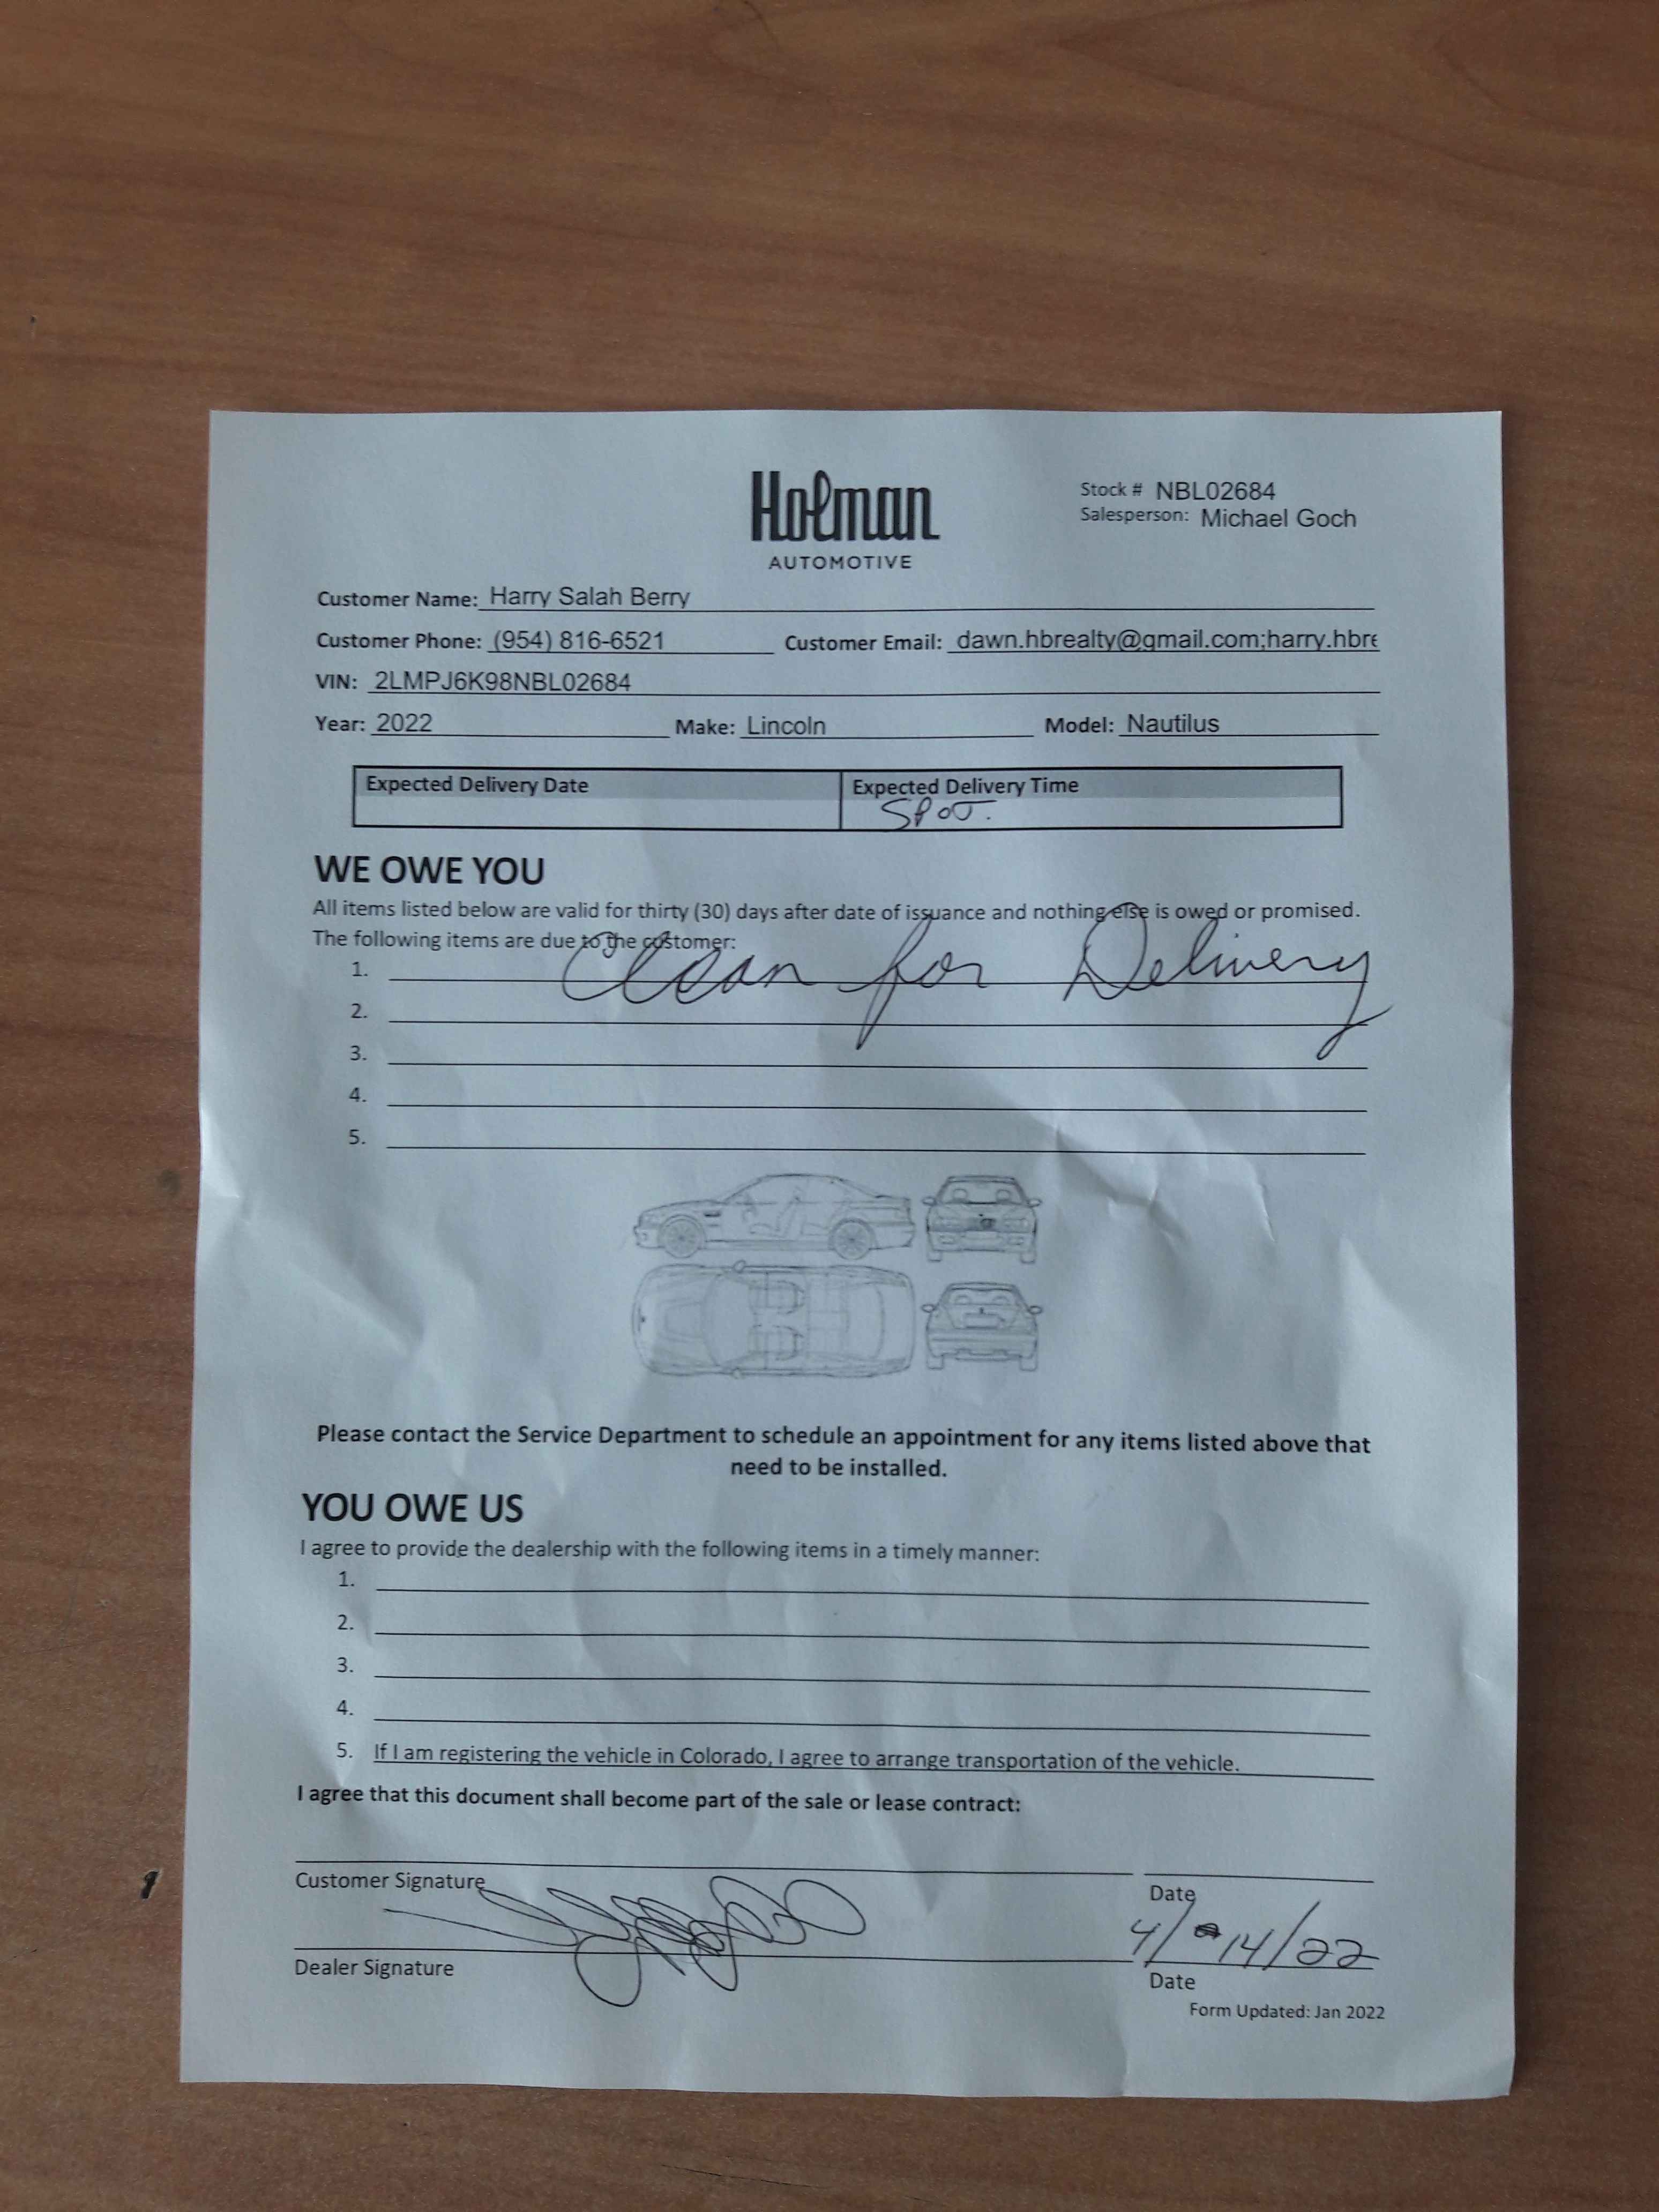 Holman
AUTOMOTIVE
Stock # NBL02684
Salesperson: Michael Goch
Customer Name: Harry Salah Berry
Customer Phone: (954) 816-6521 Customer Email: dawn.hbrealty@gmail.com;harry.hbre
VIN: 2LMPJ6K98NBL02684
Year: 2022 Make: Lincoln Model: Nautilus
Expected Delivery Date Expected Delivery Time
SPOT.
WE OWE YOU
All items listed below are valid for thirty (30) days after date of issuance and nothing else is owed or promised.
The following items are due to the customer:
1. Clean for Delivery
2.
3.
4.
5.
Please contact the Service Department to schedule an appointment for any items listed above that
need to be installed.
YOU OWE US
I agree to provide the dealership with the following items in a timely manner:
1.
2.
3.
4.
5. If I am registering the vehicle in Colorado, I agree to arrange transportation of the vehicle.
I agree that this document shall become part of the sale or lease contract:
Customer Signature Date
4/14/22
Dealer Signature Date
Form Updated: Jan 2022